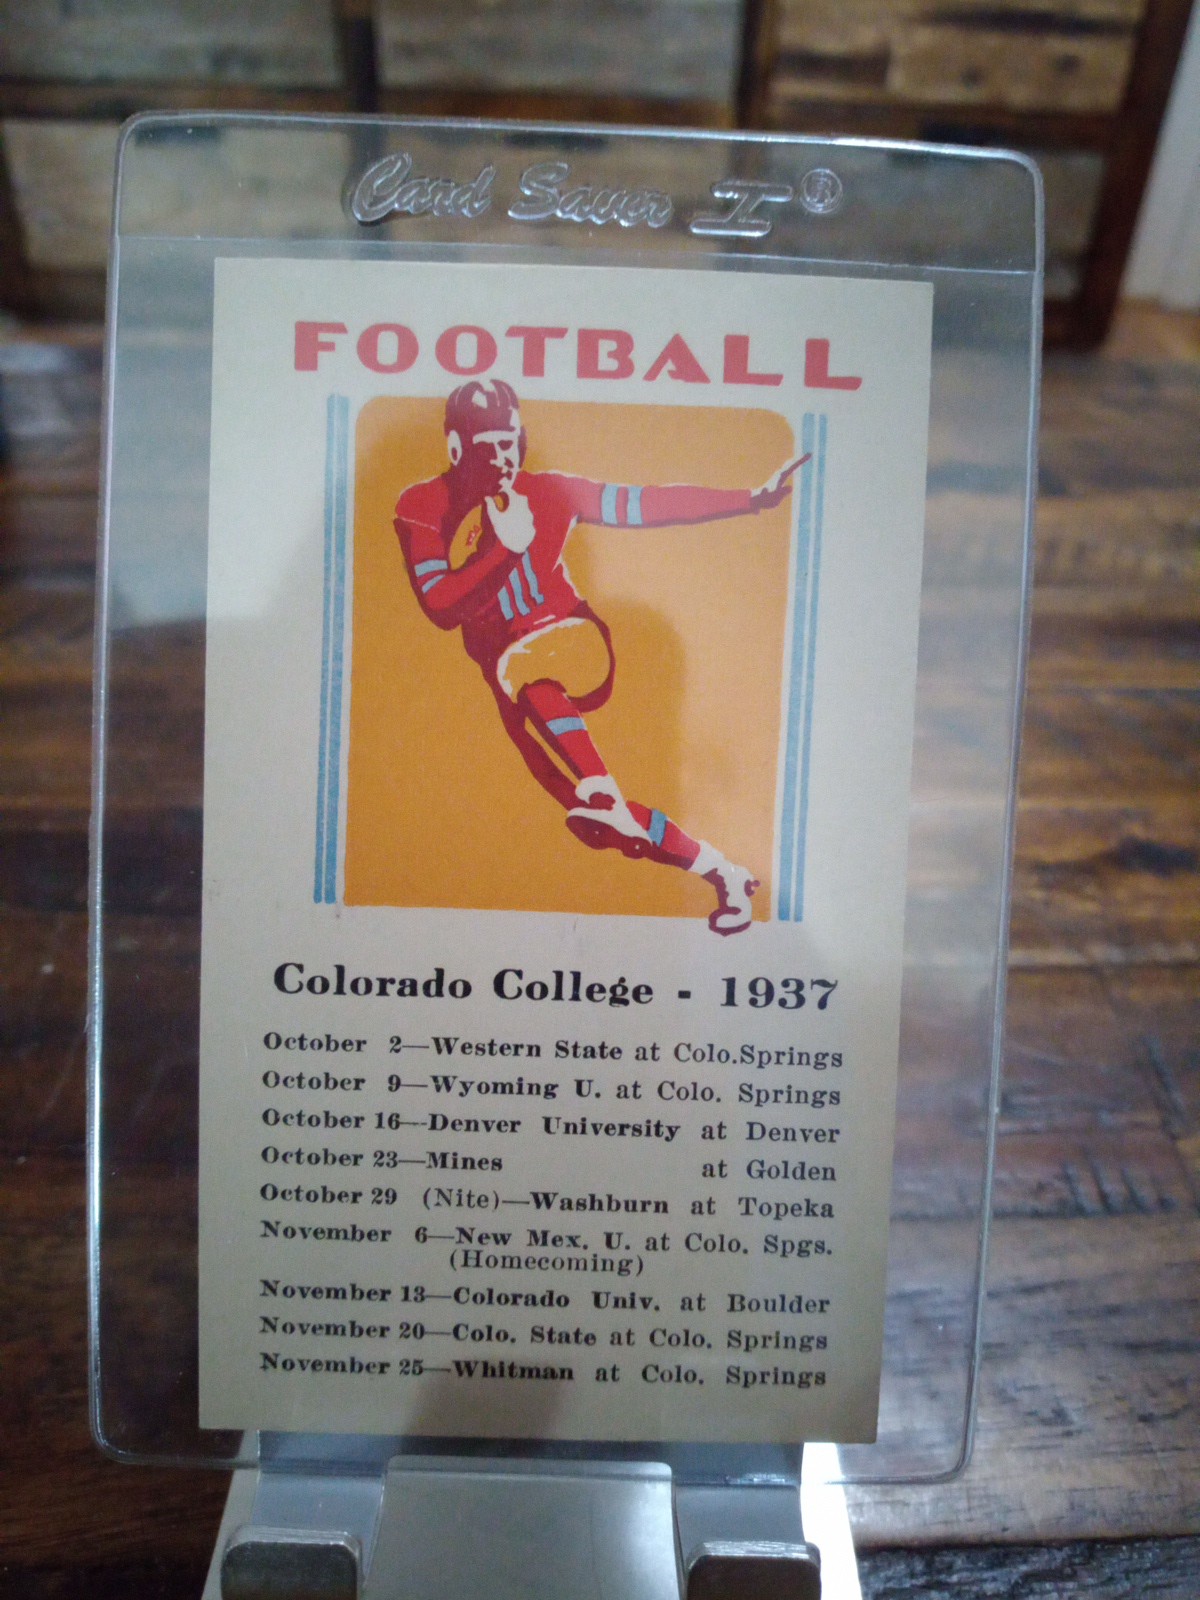 Card Saver I ®
FOOTBALL
Colorado College - 1937
October 2—Western State at Colo.Springs
October 9—Wyoming U. at Colo. Springs
October 16—Denver University at Denver
October 23—Mines at Golden
October 29 (Nite)—Washburn at Topeka
November 6—New Mex. U. at Colo. Spgs.
(Homecoming)
November 13—Colorado Univ. at Boulder
November 20—Colo. State at Colo. Springs
November 25—Whitman at Colo. Springs